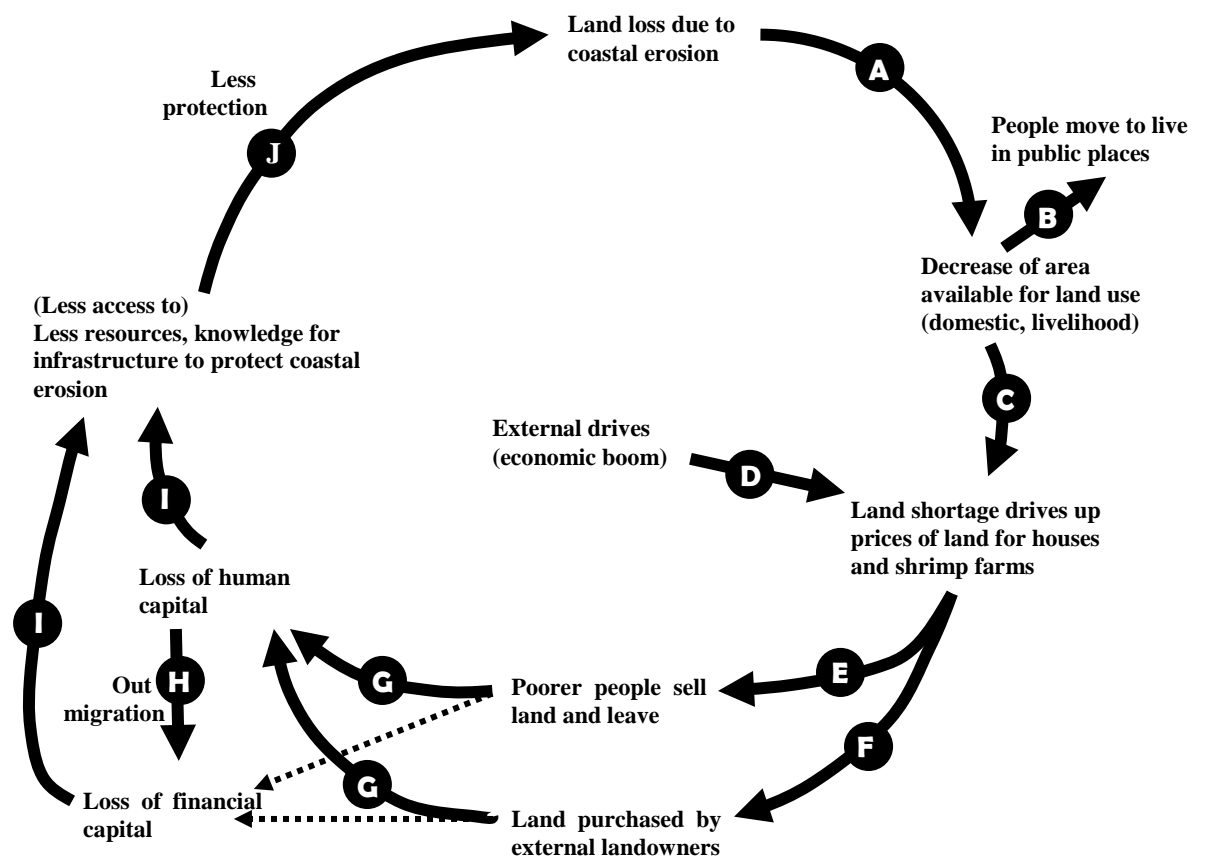 Land loss due to
coastal erosion
A
Less
protection
J
People move to live
in public places
B
Decrease of area
available for land use
(domestic, livelihood)
(Less access to)
Less resources, knowledge for
infrastructure to protect coastal
erosion
C
External drives
(economic boom)
D
Land shortage drives up
prices of land for houses
and shrimp farms
I
Loss of human
capital
I
H
Out
migration
G
Poorer people sell
land and leave
E
F
G
Loss of financial
capital
Land purchased by
external landowners